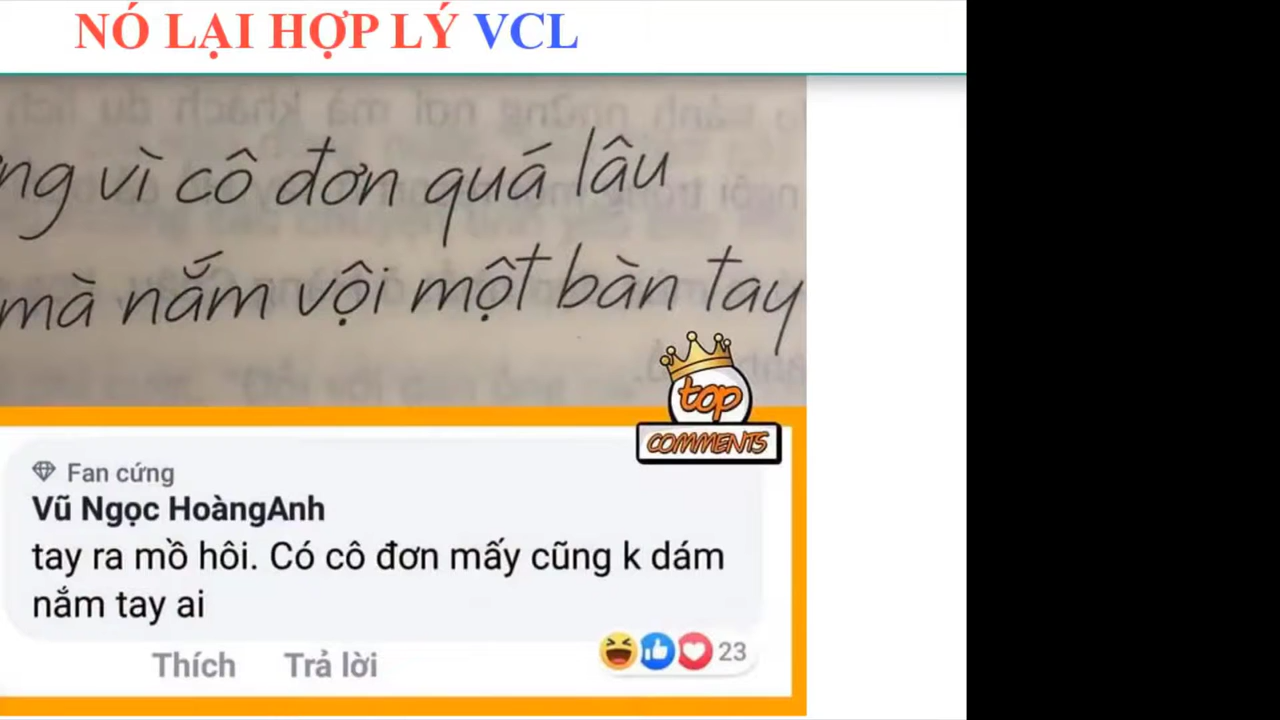 NÓ LẠI HỢP LÝ VCL
ng vì cô đơn quá lâu
mà nắm vội một bàn tay
top
COMMENTS
Fan cứng
Vũ Ngọc HoàngAnh
tay ra mồ hôi. Có cô đơn mấy cũng k dám
nắm tay ai
Thích Trả lời 23